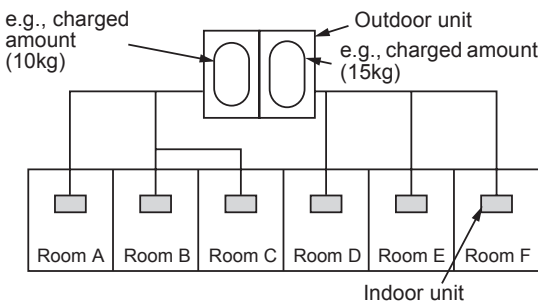 e.g., charged
amount
(10kg)
Outdoor unit
e.g., charged amount
(15kg)
Room A
Room B
Room C
Room D
Room E
Room F
Indoor unit